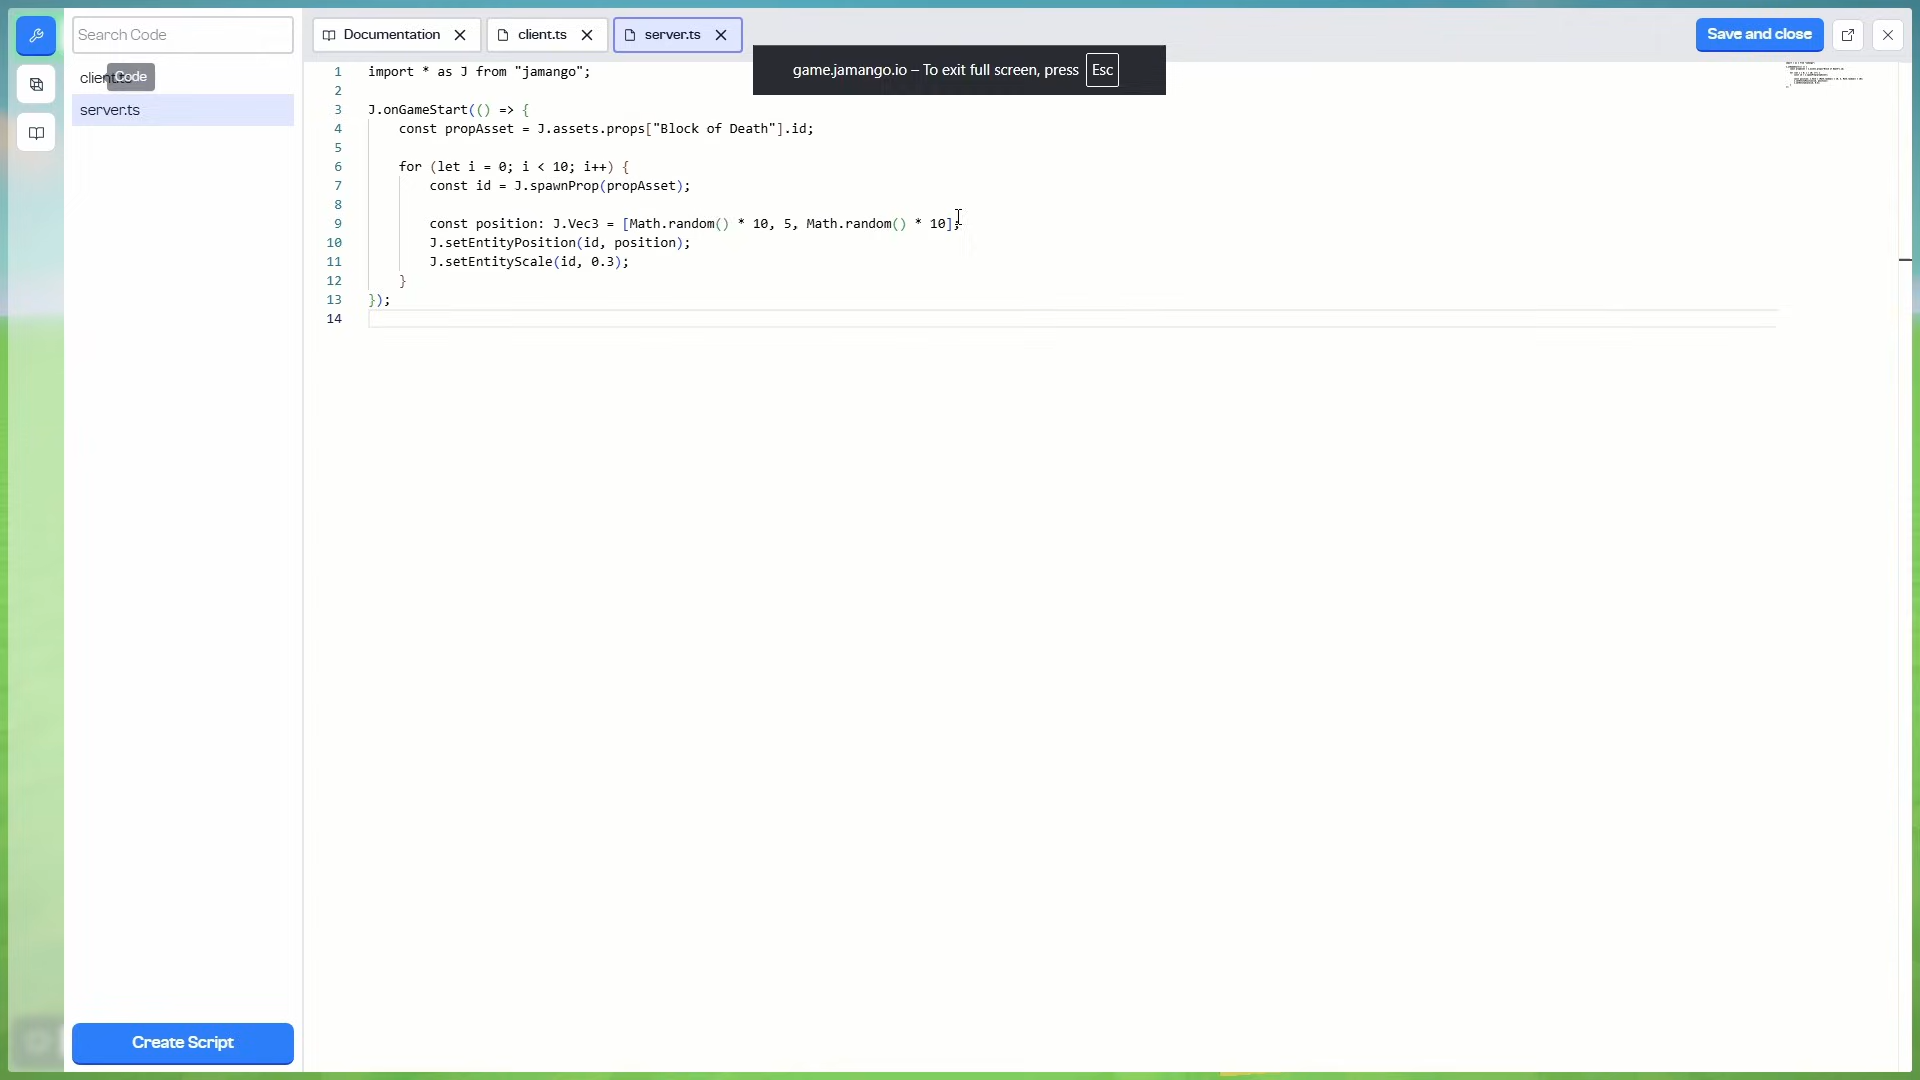 Search Code
client.ts
Code
server.ts
Create Script
Documentation
client.ts
server.ts
Save and close
game.jamango.io – To exit full screen, press Esc
1 import * as J from "jamango";
2
3 J.onGameStart(() => {
4     const propAsset = J.assets.props["Block of Death"].id;
5
6     for (let i = 0; i < 10; i++) {
7         const id = J.spawnProp(propAsset);
8
9         const position: J.Vec3 = [Math.random() * 10, 5, Math.random() * 10];
10         J.setEntityPosition(id, position);
11         J.setEntityScale(id, 0.3);
12     }
13 });
14